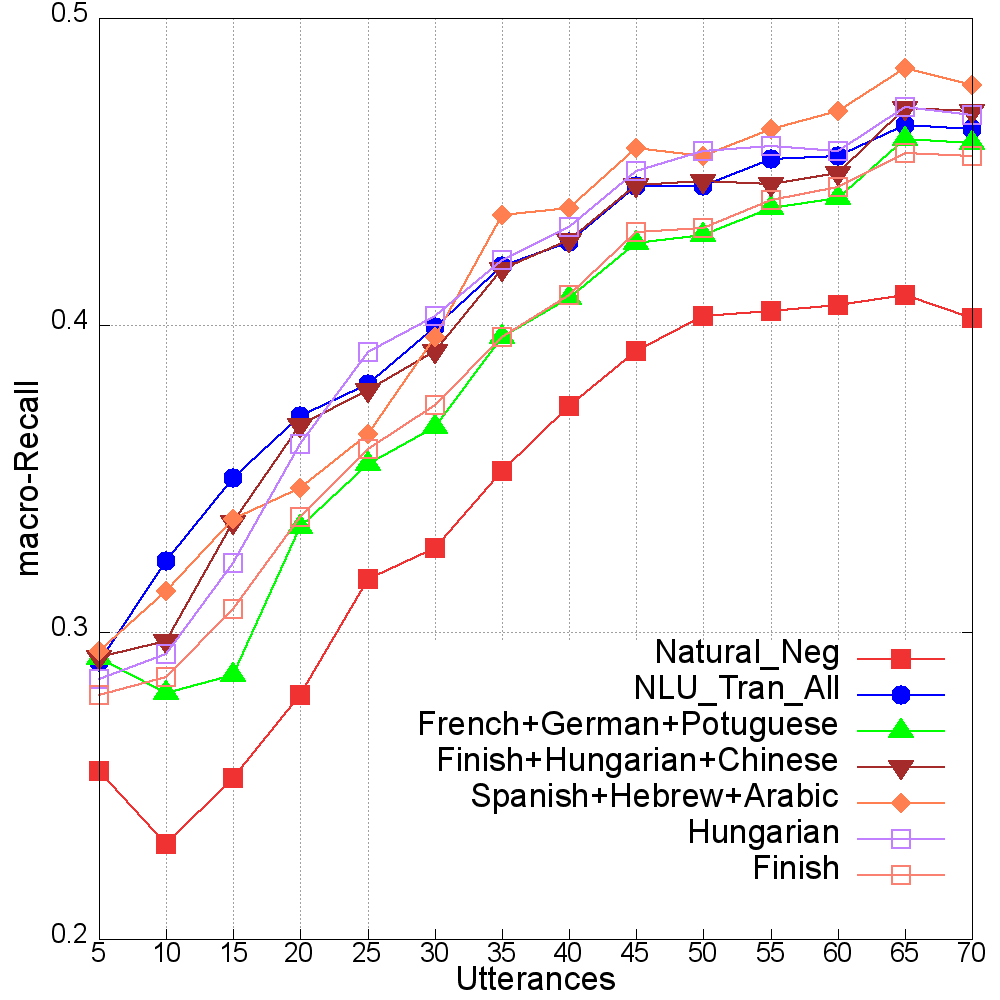 0.5
0.4
0.3
0.2
macro-Recall
Natural_Neg
NLU_Tran_All
French+German+Potuguese
Finish+Hungarian+Chinese
Spanish+Hebrew+Arabic
Hungarian
Finish
5 10 15 20 25 30 35 40 45 50 55 60 65 70
Utterances